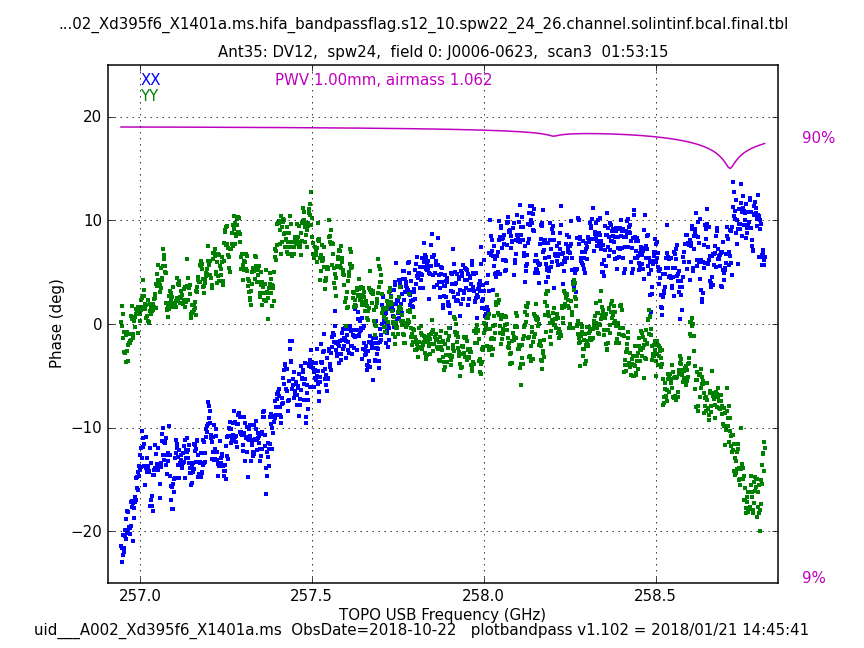 ...02_Xd395f6_X1401a.ms.hifa_bandpassflag.s12_10.spw22_24_26.channel.solintinf.bcal.final.tbl
Ant35: DV12, spw24, field 0: J0006-0623, scan3 01:53:15
XX PWV 1.00mm, airmass 1.062
YY
20
90%
10
0
Phase (deg)
−10
−20
9%
257.0 257.5 258.0 258.5
TOPO USB Frequency (GHz)
uid___A002_Xd395f6_X1401a.ms ObsDate=2018-10-22 plotbandpass v1.102 = 2018/01/21 14:45:41